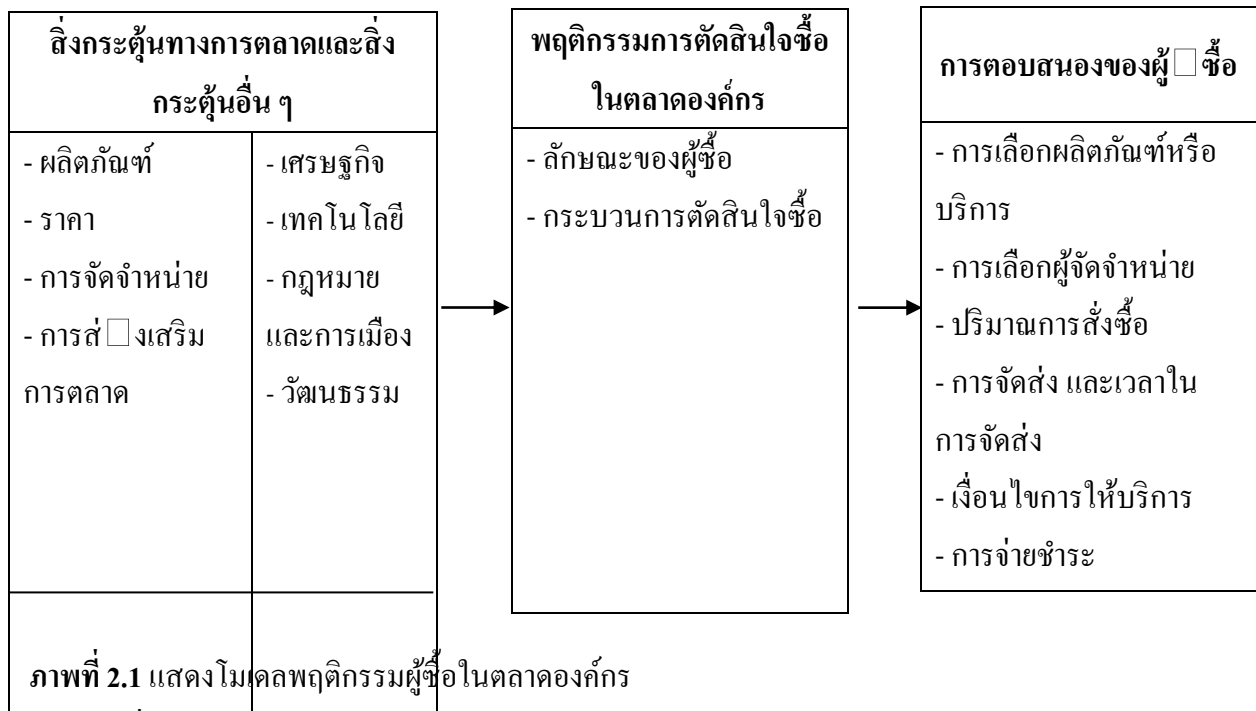 สิ่งกระตุ้นทางการตลาดและสิ่ง
กระตุ้นอื่น ๆ
- ผลิตภัณฑ์
- ราคา
- การจัดจำหน่าย
- การส่□งเสริม
การตลาด
- เศรษฐกิจ
- เทคโนโลยี
- กฎหมาย
และการเมือง
- วัฒนธรรม
พฤติกรรมการตัดสินใจซื้อ
ในตลาดองค์กร
- ลักษณะของผู้ซื้อ
- กระบวนการตัดสินใจซื้อ
การตอบสนองของผู้□ซื้อ
- การเลือกผลิตภัณฑ์หรือ
บริการ
- การเลือกผู้จัดจำหน่าย
- ปริมาณการสั่งซื้อ
- การจัดส่ง และเวลาใน
การจัดส่ง
- เงื่อนไขการให้บริการ
- การจ่ายชำระ
ภาพที่ 2.1 แสดงโมเดลพฤติกรรมผู้ซื้อในตลาดองค์กร